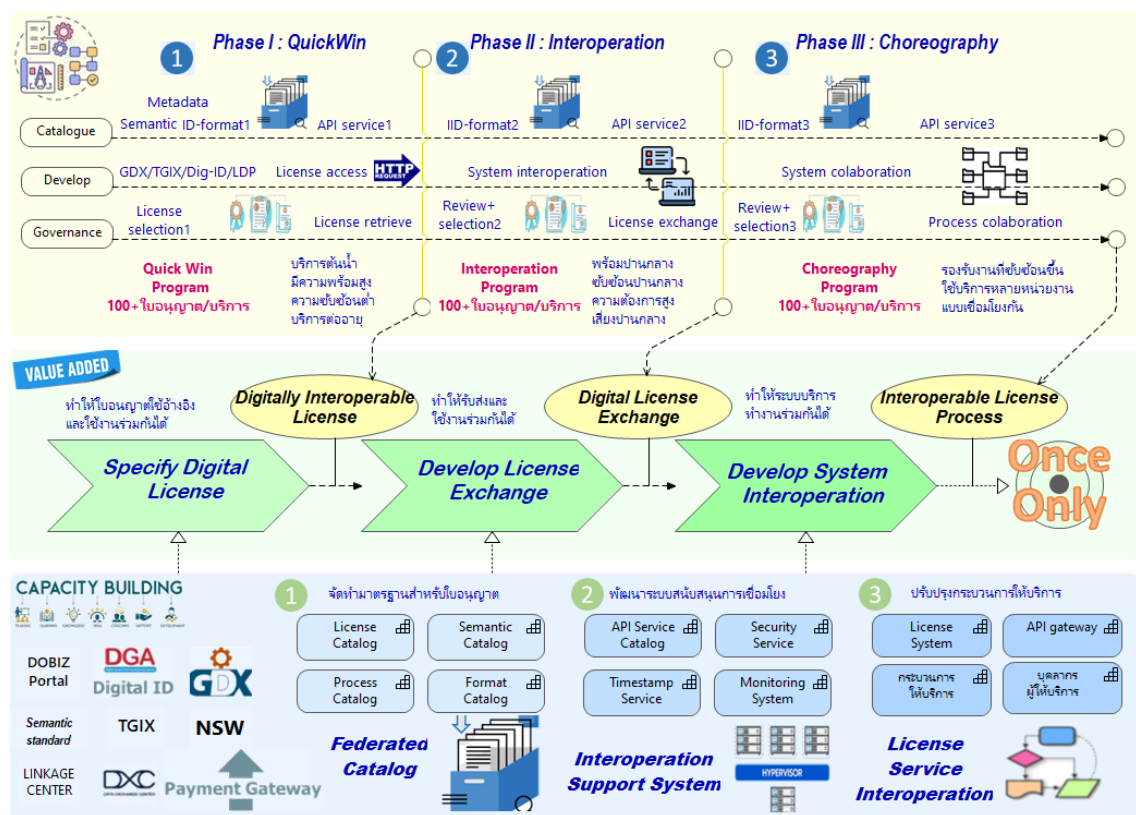 1
Phase I : QuickWin
2
Phase II : Interoperation
3
Phase III : Choreography
Catalogue
Metadata
Semantic
ID-format1
API service1
IID-format2
API service2
IID-format3
API service3
Develop
GDX/TGIX/Dig-ID/LDP
License access
HTTP
REQUEST
System interoperation
System colaboration
Governance
License
selection1
License retrieve
Review+
selection2
License exchange
Review+
selection3
Process colaboration
Quick Win
Program
100+ใบอนุญาต/บริการ
บริการต้นน้ำ
มีความพร้อมสูง
ความซับซ้อนต่ำ
บริการต่ออายุ
Interoperation
Program
100+ใบอนุญาต/บริการ
พร้อมปานกลาง
ซับซ้อนปานกลาง
ความต้องการสูง
เสี่ยงปานกลาง
Choreography
Program
100+ใบอนุญาต/บริการ
รองรับงานที่ซับซ้อนขึ้น
ใช้บริการหลายหน่วยงาน
แบบเชื่อมโยงกัน
VALUE ADDED
ทำให้ใบอนุญาตใช้อ้างอิง
และใช้งานร่วมกันได้
Digitally Interoperable
License
ทำให้รับส่งและ
ใช้งานร่วมกันได้
Digital License
Exchange
ทำให้ระบบบริการ
ทำงานร่วมกันได้
Interoperable License
Process
Specify Digital
License
Develop License
Exchange
Develop System
Interoperation
Once
Only
CAPACITY BUILDING
TRAINING
LEARNING
KNOWLEDGE
SKILL
COACHING
SUPPORT
DEVELOPMENT
DOBIZ
Portal
DGA
Digital ID
GDX
Semantic
standard
TGIX
NSW
LINKAGE
CENTER
DXC
DATA EXCHANGE CENTER
Payment Gateway
1
จัดทำมาตรฐานสำหรับใบอนุญาต
License
Catalog
Semantic
Catalog
Process
Catalog
Format
Catalog
Federated
Catalog
2
พัฒนาระบบสนับสนุนการเชื่อมโยง
API Service
Catalog
Security
Service
Timestamp
Service
Monitoring
System
Interoperation
Support System
HYPERVISOR
3
ปรับปรุงกระบวนการให้บริการ
License
System
API gateway
กระบวนการ
ให้บริการ
บุคลากร
ผู้ให้บริการ
License
Service
Interoperation